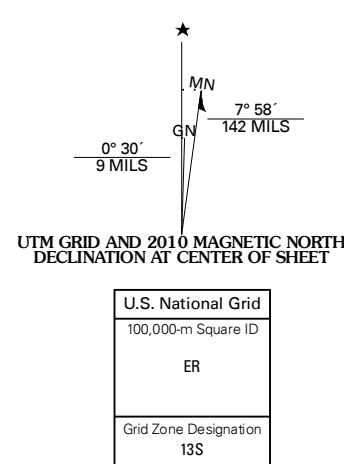 MN
GN
7° 58´
142 MILS
0° 30´
9 MILS
UTM GRID AND 2010 MAGNETIC NORTH
DECLINATION AT CENTER OF SHEET
U.S. National Grid
100,000-m Square ID
ER
Grid Zone Designation
13S